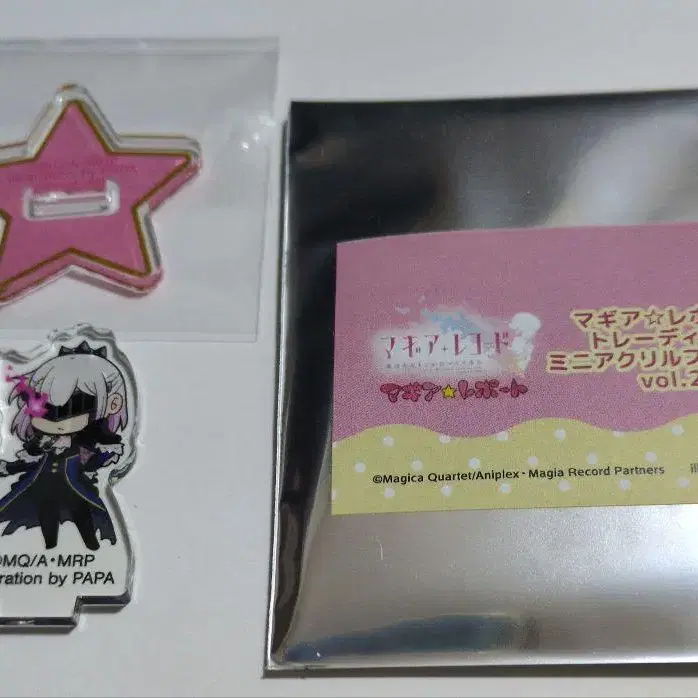 マギア☆レポ
トレーディ
ミニアクリルス
vol.2
マギア・レコード
マギア☆レポート
©Magica Quartet/Aniplex・Magia Record Partners
©MQ/A・MRP
ration by PAPA